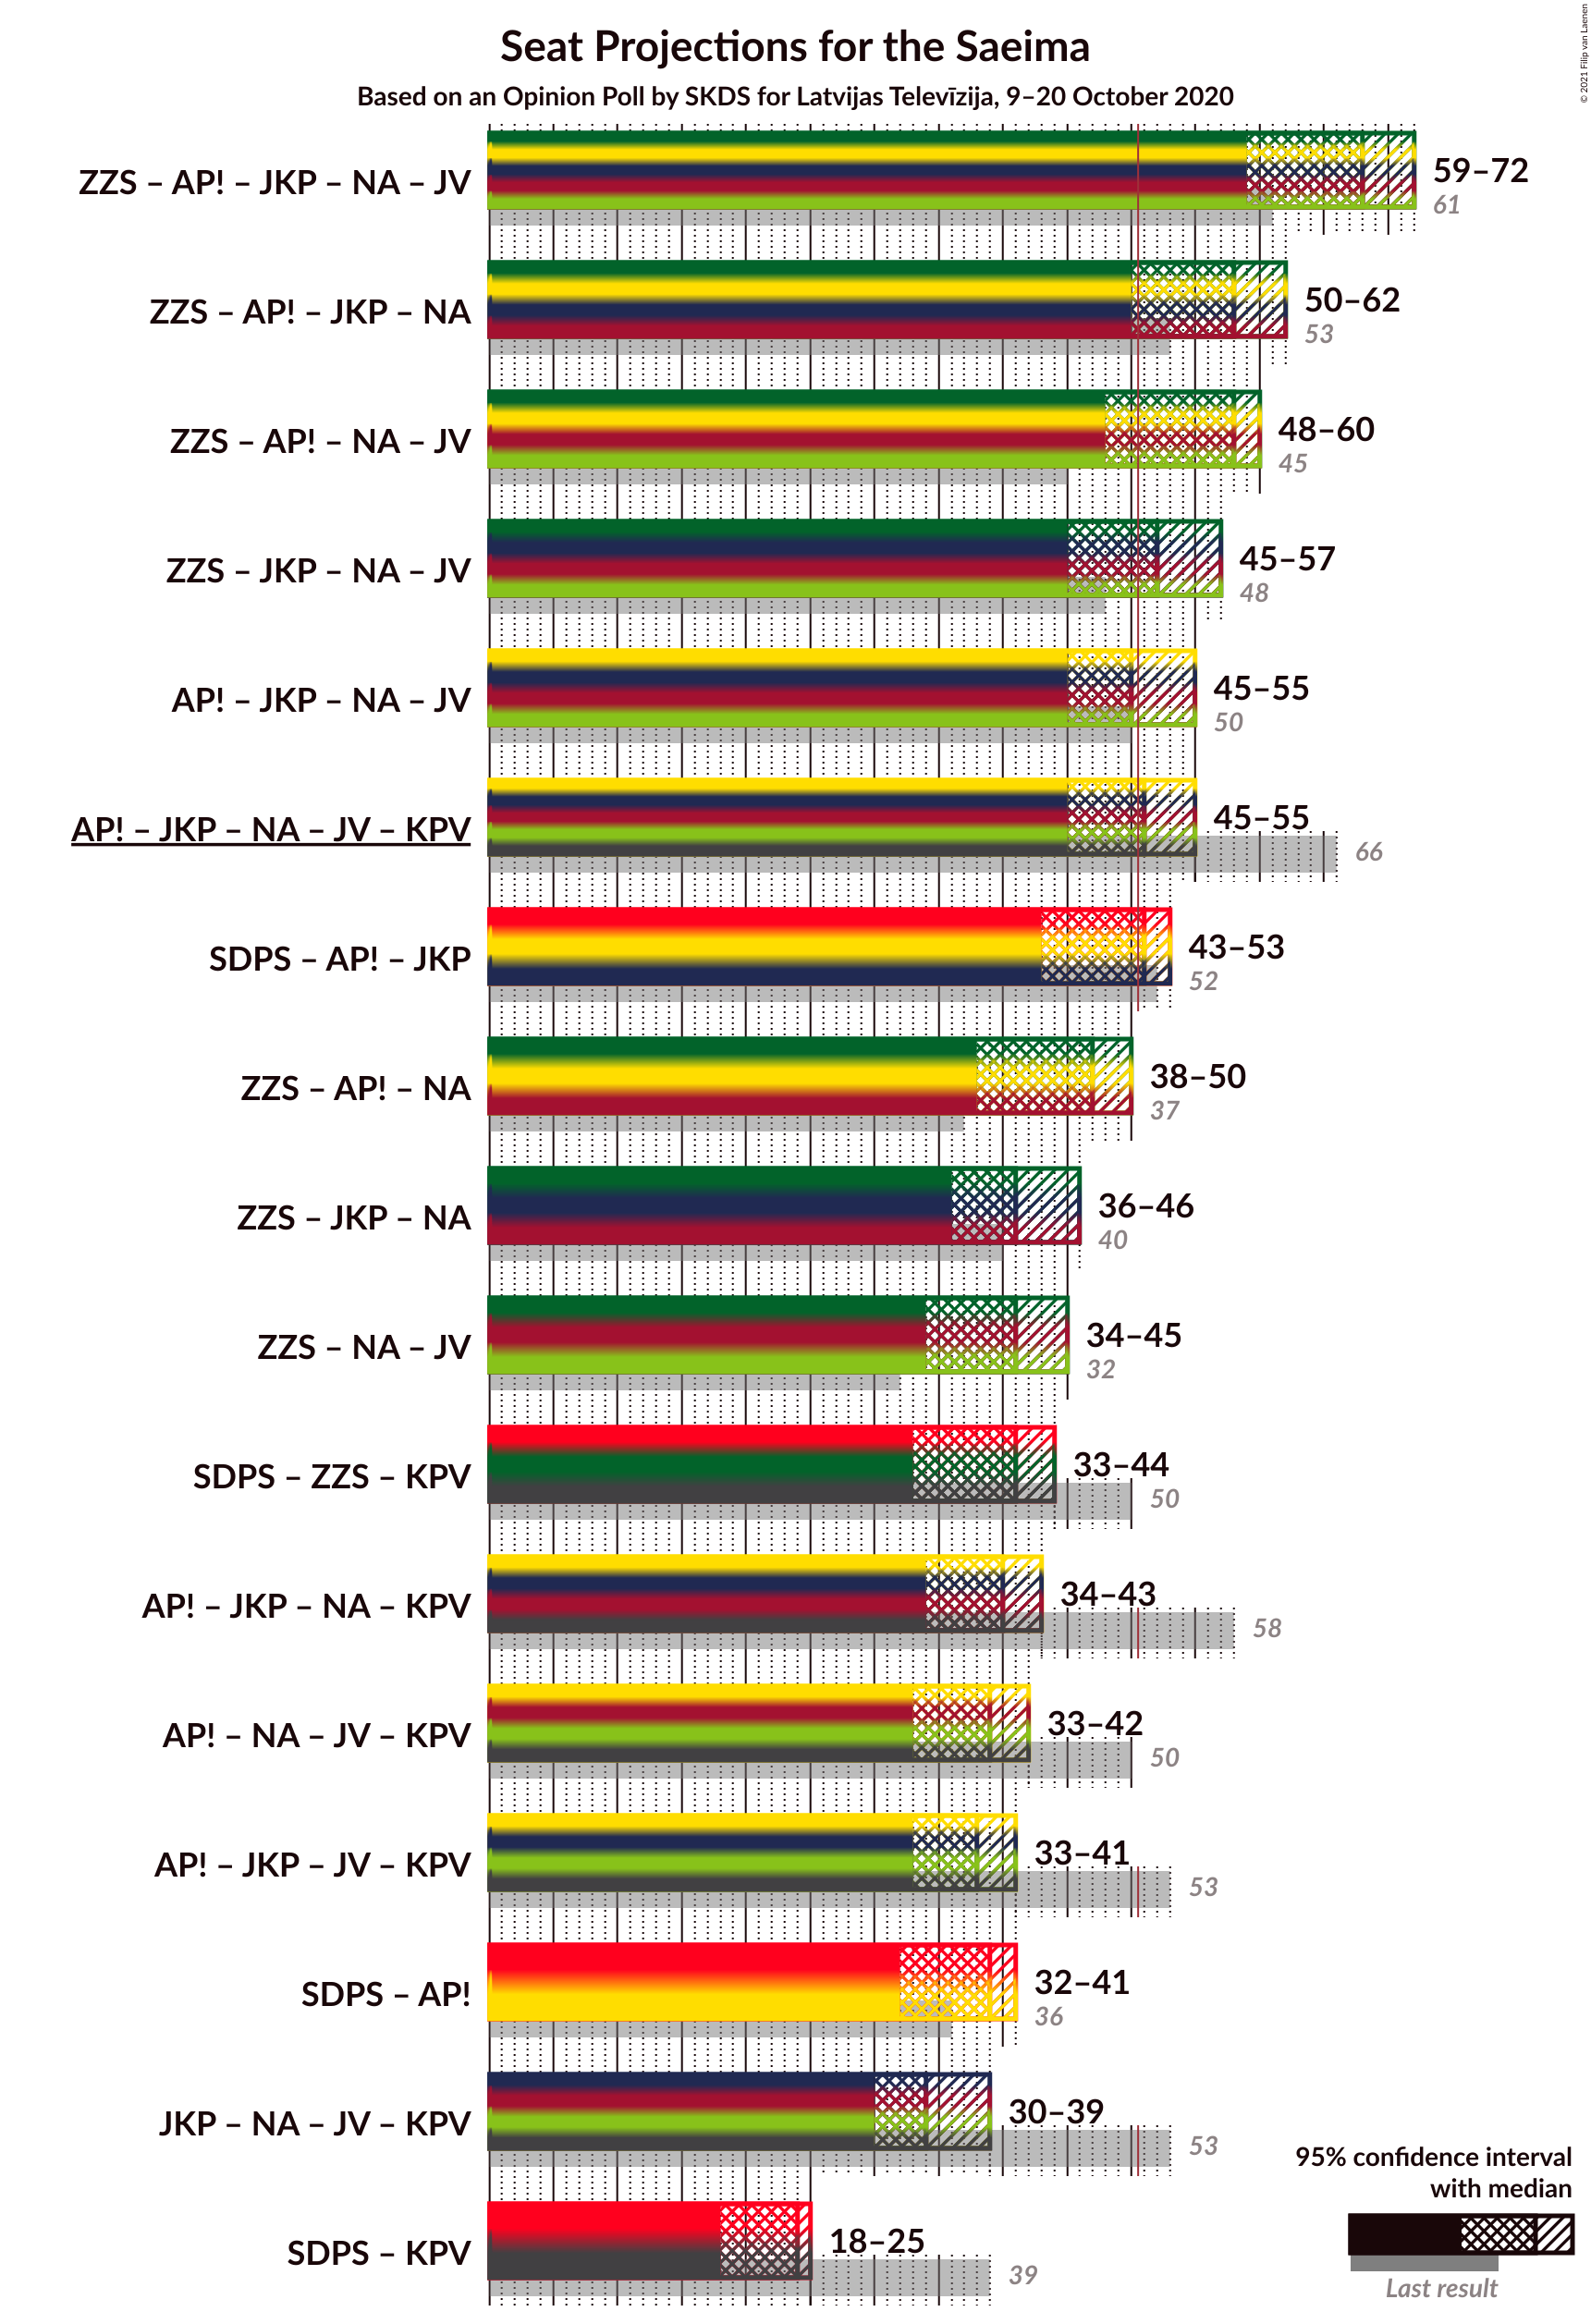 Seat Projections for the Saeima
Based on an Opinion Poll by SKDS for Latvijas Televīzija, 9–20 October 2020
© 2021 Filip van Laenen
ZZS – AP! – JKP – NA – JV
59–72
61
ZZS – AP! – JKP – NA
50–62
53
ZZS – AP! – NA – JV
48–60
45
ZZS – JKP – NA – JV
45–57
48
AP! – JKP – NA – JV
45–55
50
AP! – JKP – NA – JV – KPV
45–55
66
SDPS – AP! – JKP
43–53
52
ZZS – AP! – NA
38–50
37
ZZS – JKP – NA
36–46
40
ZZS – NA – JV
34–45
32
SDPS – ZZS – KPV
33–44
50
AP! – JKP – NA – KPV
34–43
58
AP! – NA – JV – KPV
33–42
50
AP! – JKP – JV – KPV
33–41
53
SDPS – AP!
32–41
36
JKP – NA – JV – KPV
30–39
53
SDPS – KPV
18–25
39
95% confidence interval
with median
Last result